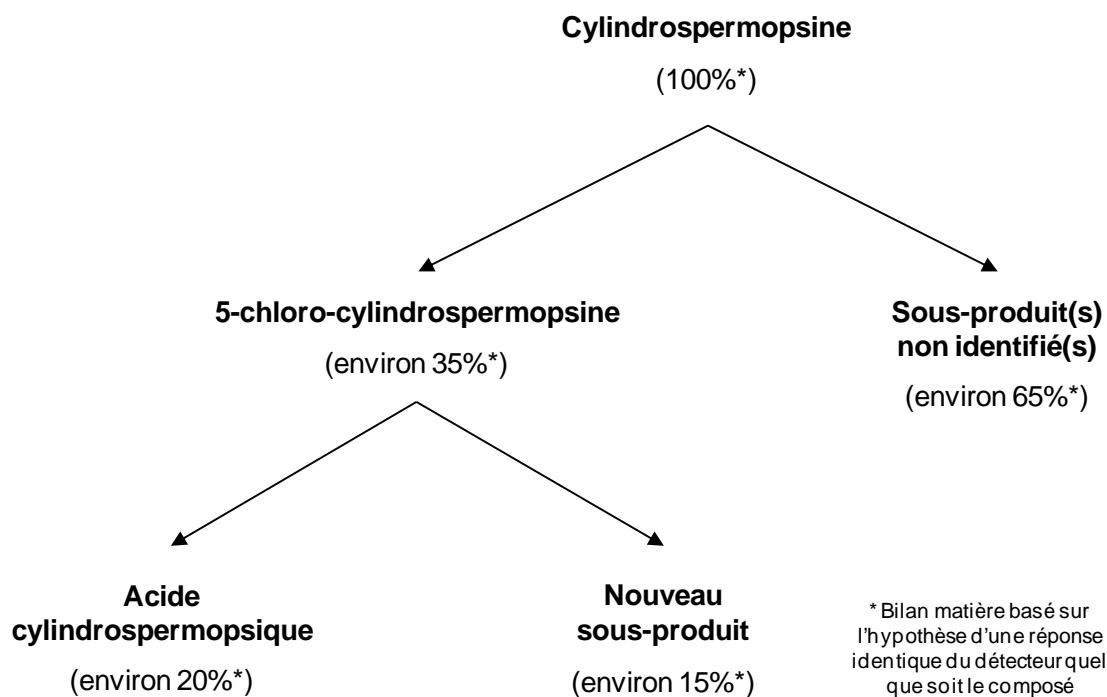 Cylindrospermopsine
(100%*)
5-chloro-cylindrospermopsine
(environ 35%*)
Sous-produit(s)
non identifié(s)
(environ 65%*)
Acide
cylindrospermopsique
(environ 20%*)
Nouveau
sous-produit
(environ 15%*)
* Bilan matière basé sur
l'hypothèse d'une réponse
identique du détecteur quel
que soit le composé